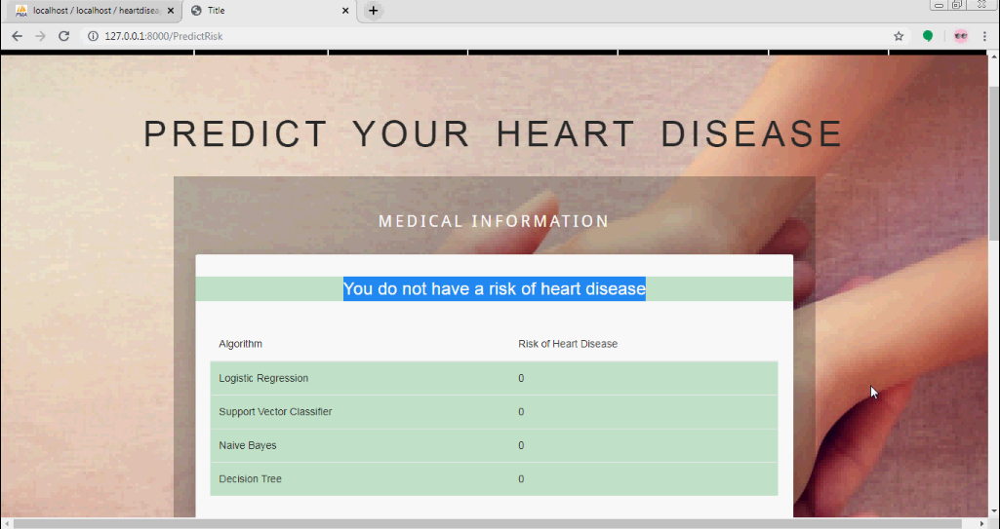 localhost / localhost / heartdisea
Title
127.0.0.1:8000/PredictRisk
PREDICT YOUR HEART DISEASE
MEDICAL INFORMATION
You do not have a risk of heart disease
Algorithm Risk of Heart Disease
Logistic Regression 0
Support Vector Classifier 0
Naive Bayes 0
Decision Tree 0